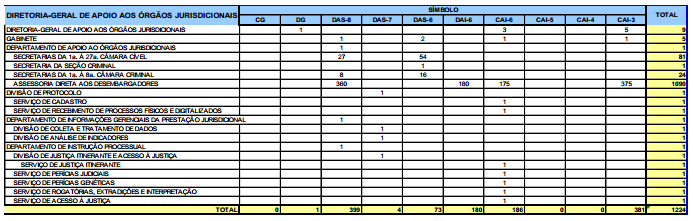 DIRETORIA-GERAL DE APOIO AOS ÓRGÃOS JURISDICIONAIS SÍMBOLO TOTAL
CG DG DAS-8 DAS-7 DAS-6 DAI-6 CAI-6 CAI-5 CAI-4 CAI-3
DIRETORIA-GERAL DE APOIO AOS ÓRGÃOS JURISDICIONAIS 1 3 5 9
GABINETE 1 2 1 1 5
DEPARTAMENTO DE APOIO AO ÓRGÃOS JURISDICIONAIS 1 1
SECRETARIAS DA 1a. À 27a. CÂMARA CÍVEL 27 54 81
SECRETARIA DA SEÇÃO CRIMINAL 1 1
SECRETARIAS DA 1a. À 8a. CÂMARA CRIMINAL 8 16 24
ASSESSORIA DIRETA AOS DESEMBARGADORES 360 180 175 375 1090
DIVISÃO DE PROTOCOLO 1 1
SERVIÇO DE CADASTRO 1 1
SERVIÇO DE RECEBIMENTO DE PROCESSOS FÍSICOS E DIGITALIZADOS 1 1
DEPARTAMENTO DE INFORMAÇÕES GERENCIAIS DA PRESTAÇÃO JURISDICIONAL 1 1
DIVISÃO DE COLETA E TRATAMENTO DE DADOS 1 1
DIVISÃO DE ANÁLISE DE INDICADORES 1 1
DEPARTAMENTO DE INSTRUÇÃO PROCESSUAL 1 1
DIVISÃO DE JUSTIÇA ITINERANTE E ACESSO À JUSTIÇA 1 1
SERVIÇO DE JUSTIÇA ITINERANTE 1 1
SERVIÇO DE PERÍCIAS JUDICIAIS 1 1
SERVIÇO DE PERÍCIAS GENÉTICAS 1 1
SERVIÇO DE ROGATÓRIAS, EXTRADIÇÕES E INTERPRETAÇÃO 1 1
SERVIÇO DE ACESSO À JUSTIÇA 1 1
TOTAL 0 1 399 4 73 180 186 0 0 381 1224